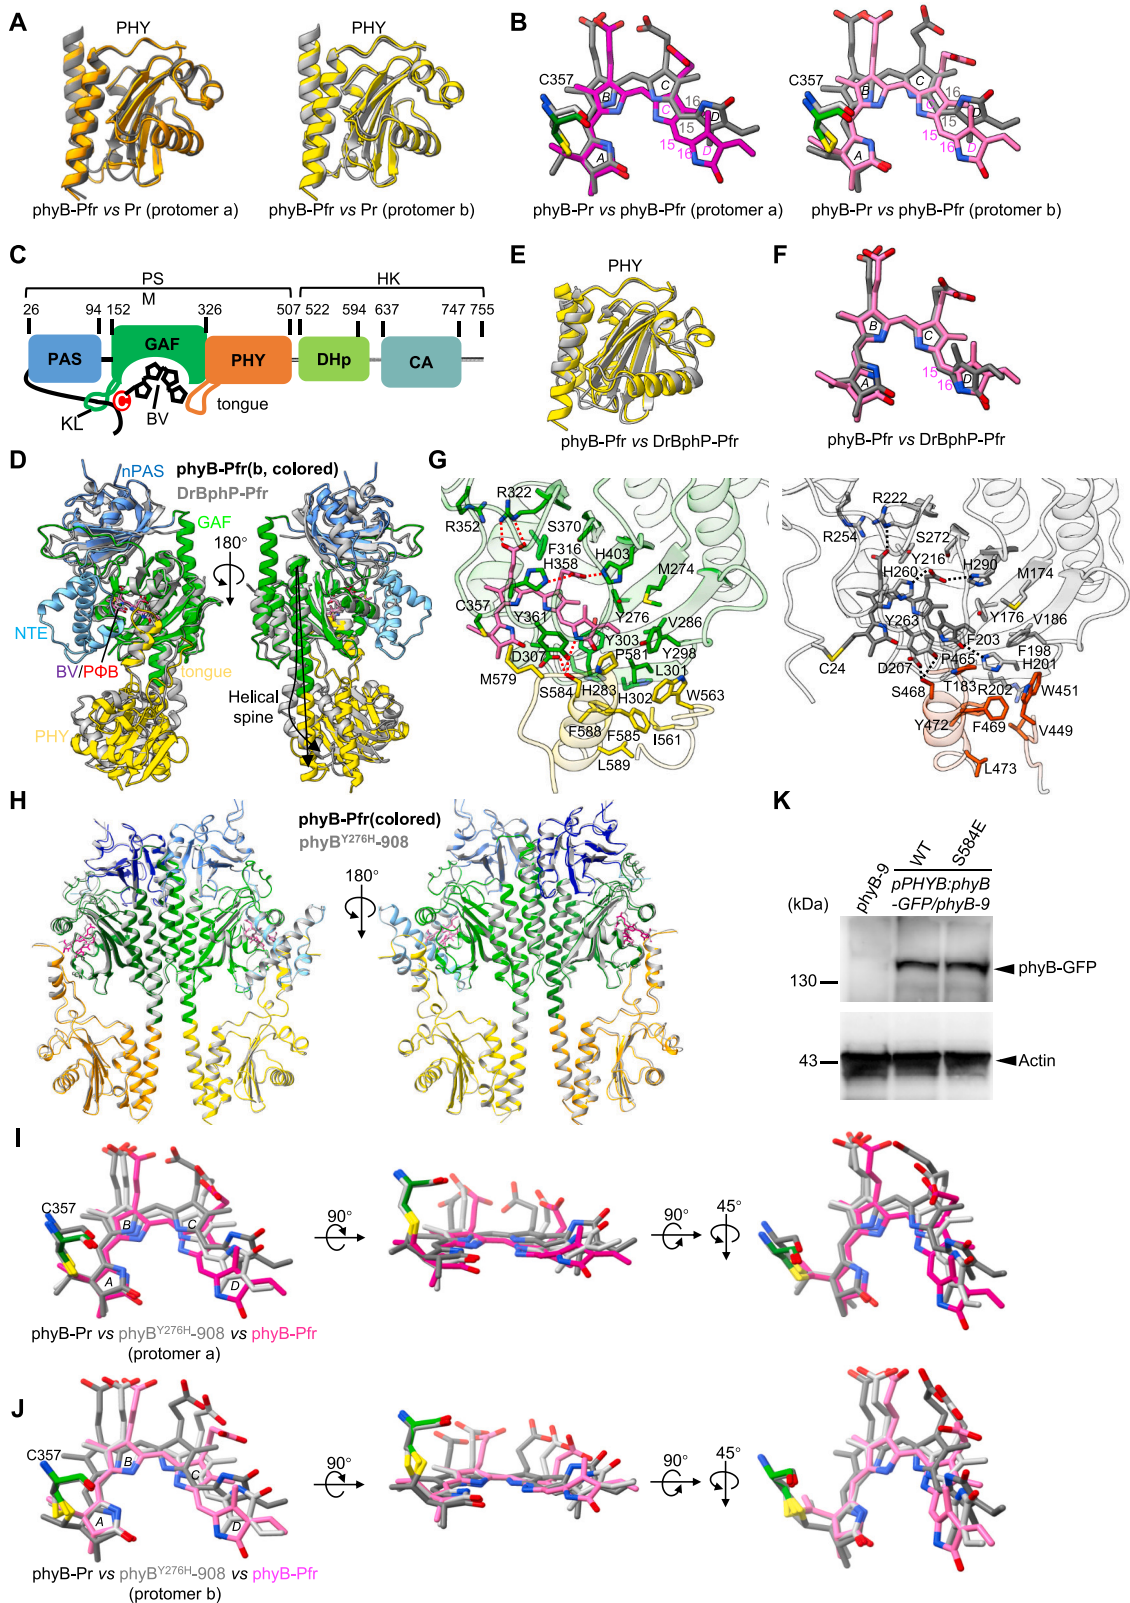 A
PHY
PHY
phyB-Pfr vs Pr (protomer a)
phyB-Pfr vs Pr (protomer b)
B
C357
B
C
A
C
D
D
16
15
15
16
phyB-Pr vs phyB-Pfr (protomer a)
C357
B
C
A
C
D
D
16
15
15
16
phyB-Pr vs phyB-Pfr (protomer b)
C
PS
M
HK
26
94
152
326
507
522
594
637
747
755
PAS
GAF
PHY
DHp
CA
C
KL
BV
tongue
E
PHY
phyB-Pfr vs DrBphP-Pfr
F
B
C
A
D
15
16
phyB-Pfr vs DrBphP-Pfr
D
nPAS
phyB-Pfr(b, colored)
DrBphP-Pfr
GAF
180°
NTE
BV/PΦB
tongue
Helical
spine
PHY
G
R322
R352
S370
F316
H358
H403
M274
C357
Y361
Y276
V286
Y303
D307
P581
Y298
M579
L301
S584
H283
H302
W563
F588
F585
I561
L589
R222
R254
S272
Y216
H260
H290
M174
Y263
Y176
V186
F203
F198
C24
D207
P465
H201
T183
R202
S468
W451
Y472
F469
V449
L473
H
phyB-Pfr(colored)
phyBY276H-908
180°
K
phyB-9
WT
S584E
pPHYB:phyB
-GFP/phyB-9
(kDa)
130
phyB-GFP
43
Actin
I
C357
B
C
A
D
90°
90°
45°
phyB-Pr vs phyBY276H-908 vs phyB-Pfr
(protomer a)
J
C357
B
C
A
D
90°
90°
45°
phyB-Pr vs phyBY276H-908 vs phyB-Pfr
(protomer b)